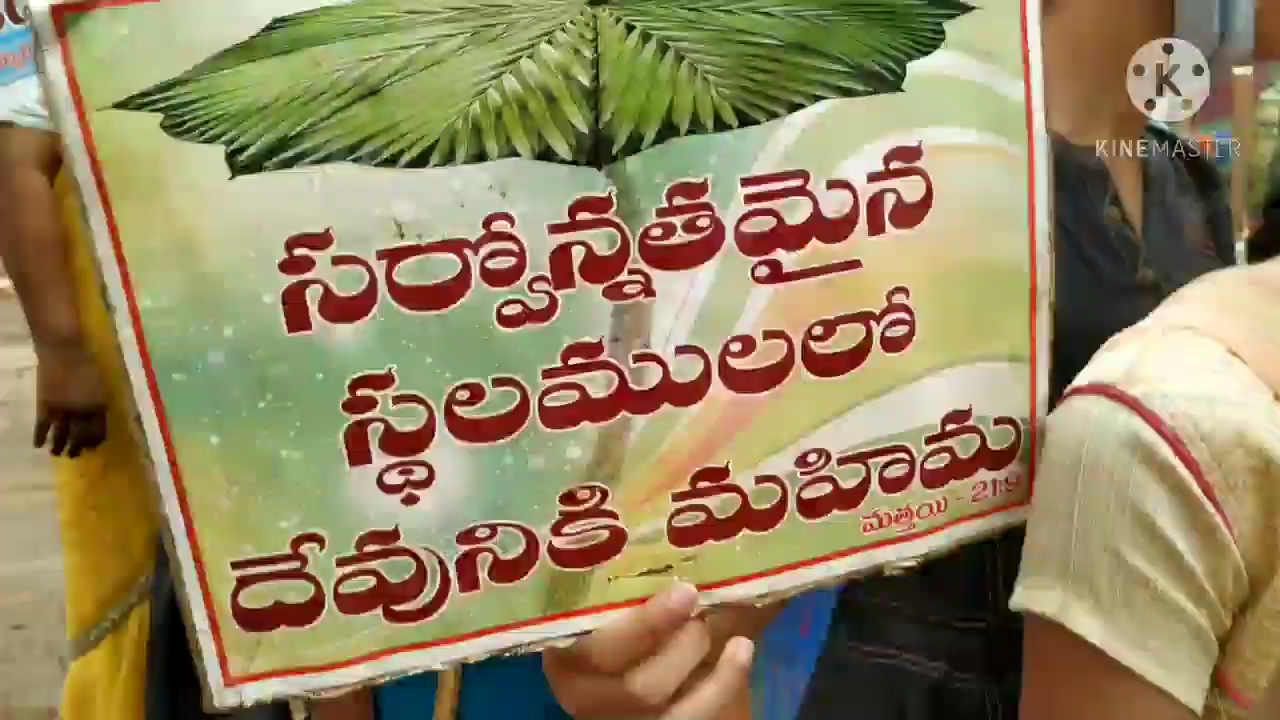 సర్వోన్నతమైన
స్థలములలో
దేవునికి మహిమ
మత్తయి - 21:9
KINEMASTER